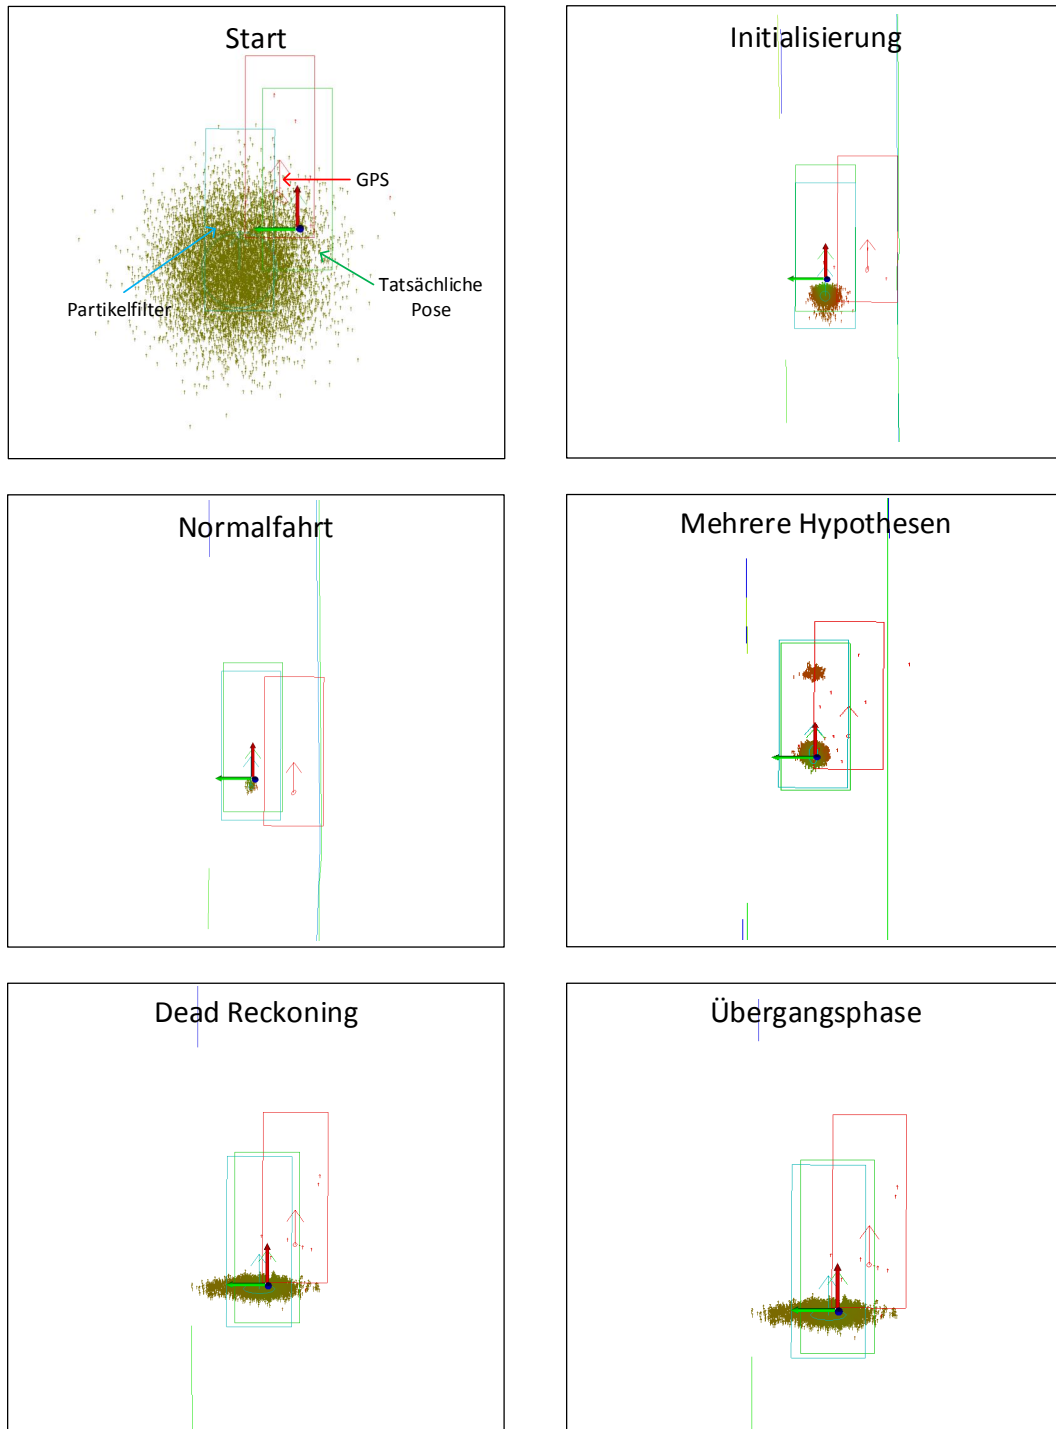 Start
GPS
Partikelfilter
Tatsächliche
Pose
Initialisierung
Normalfahrt
Mehrere Hypothesen
Dead Reckoning
Übergangsphase